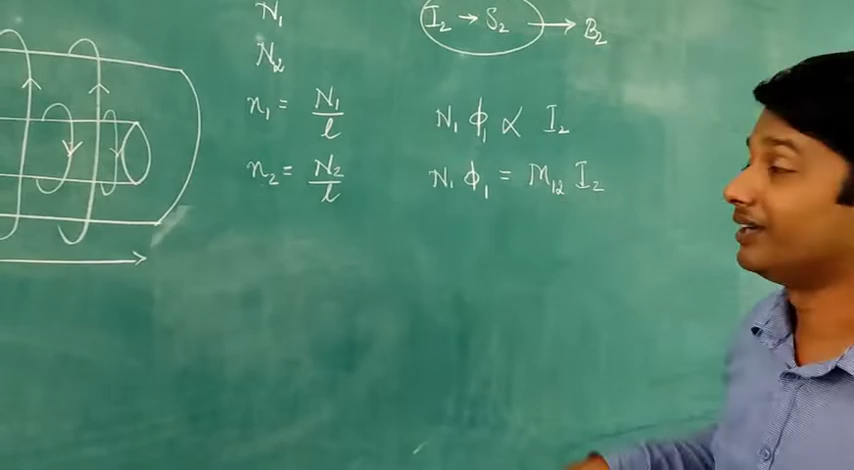 N₁
N₂
n₁ = N₁/l
n₂ = N₂/l
I₂ → S₂ → B₂
N₁ ϕ₁ ∝ I₂
N₁ ϕ₁ = M₁₂ I₂